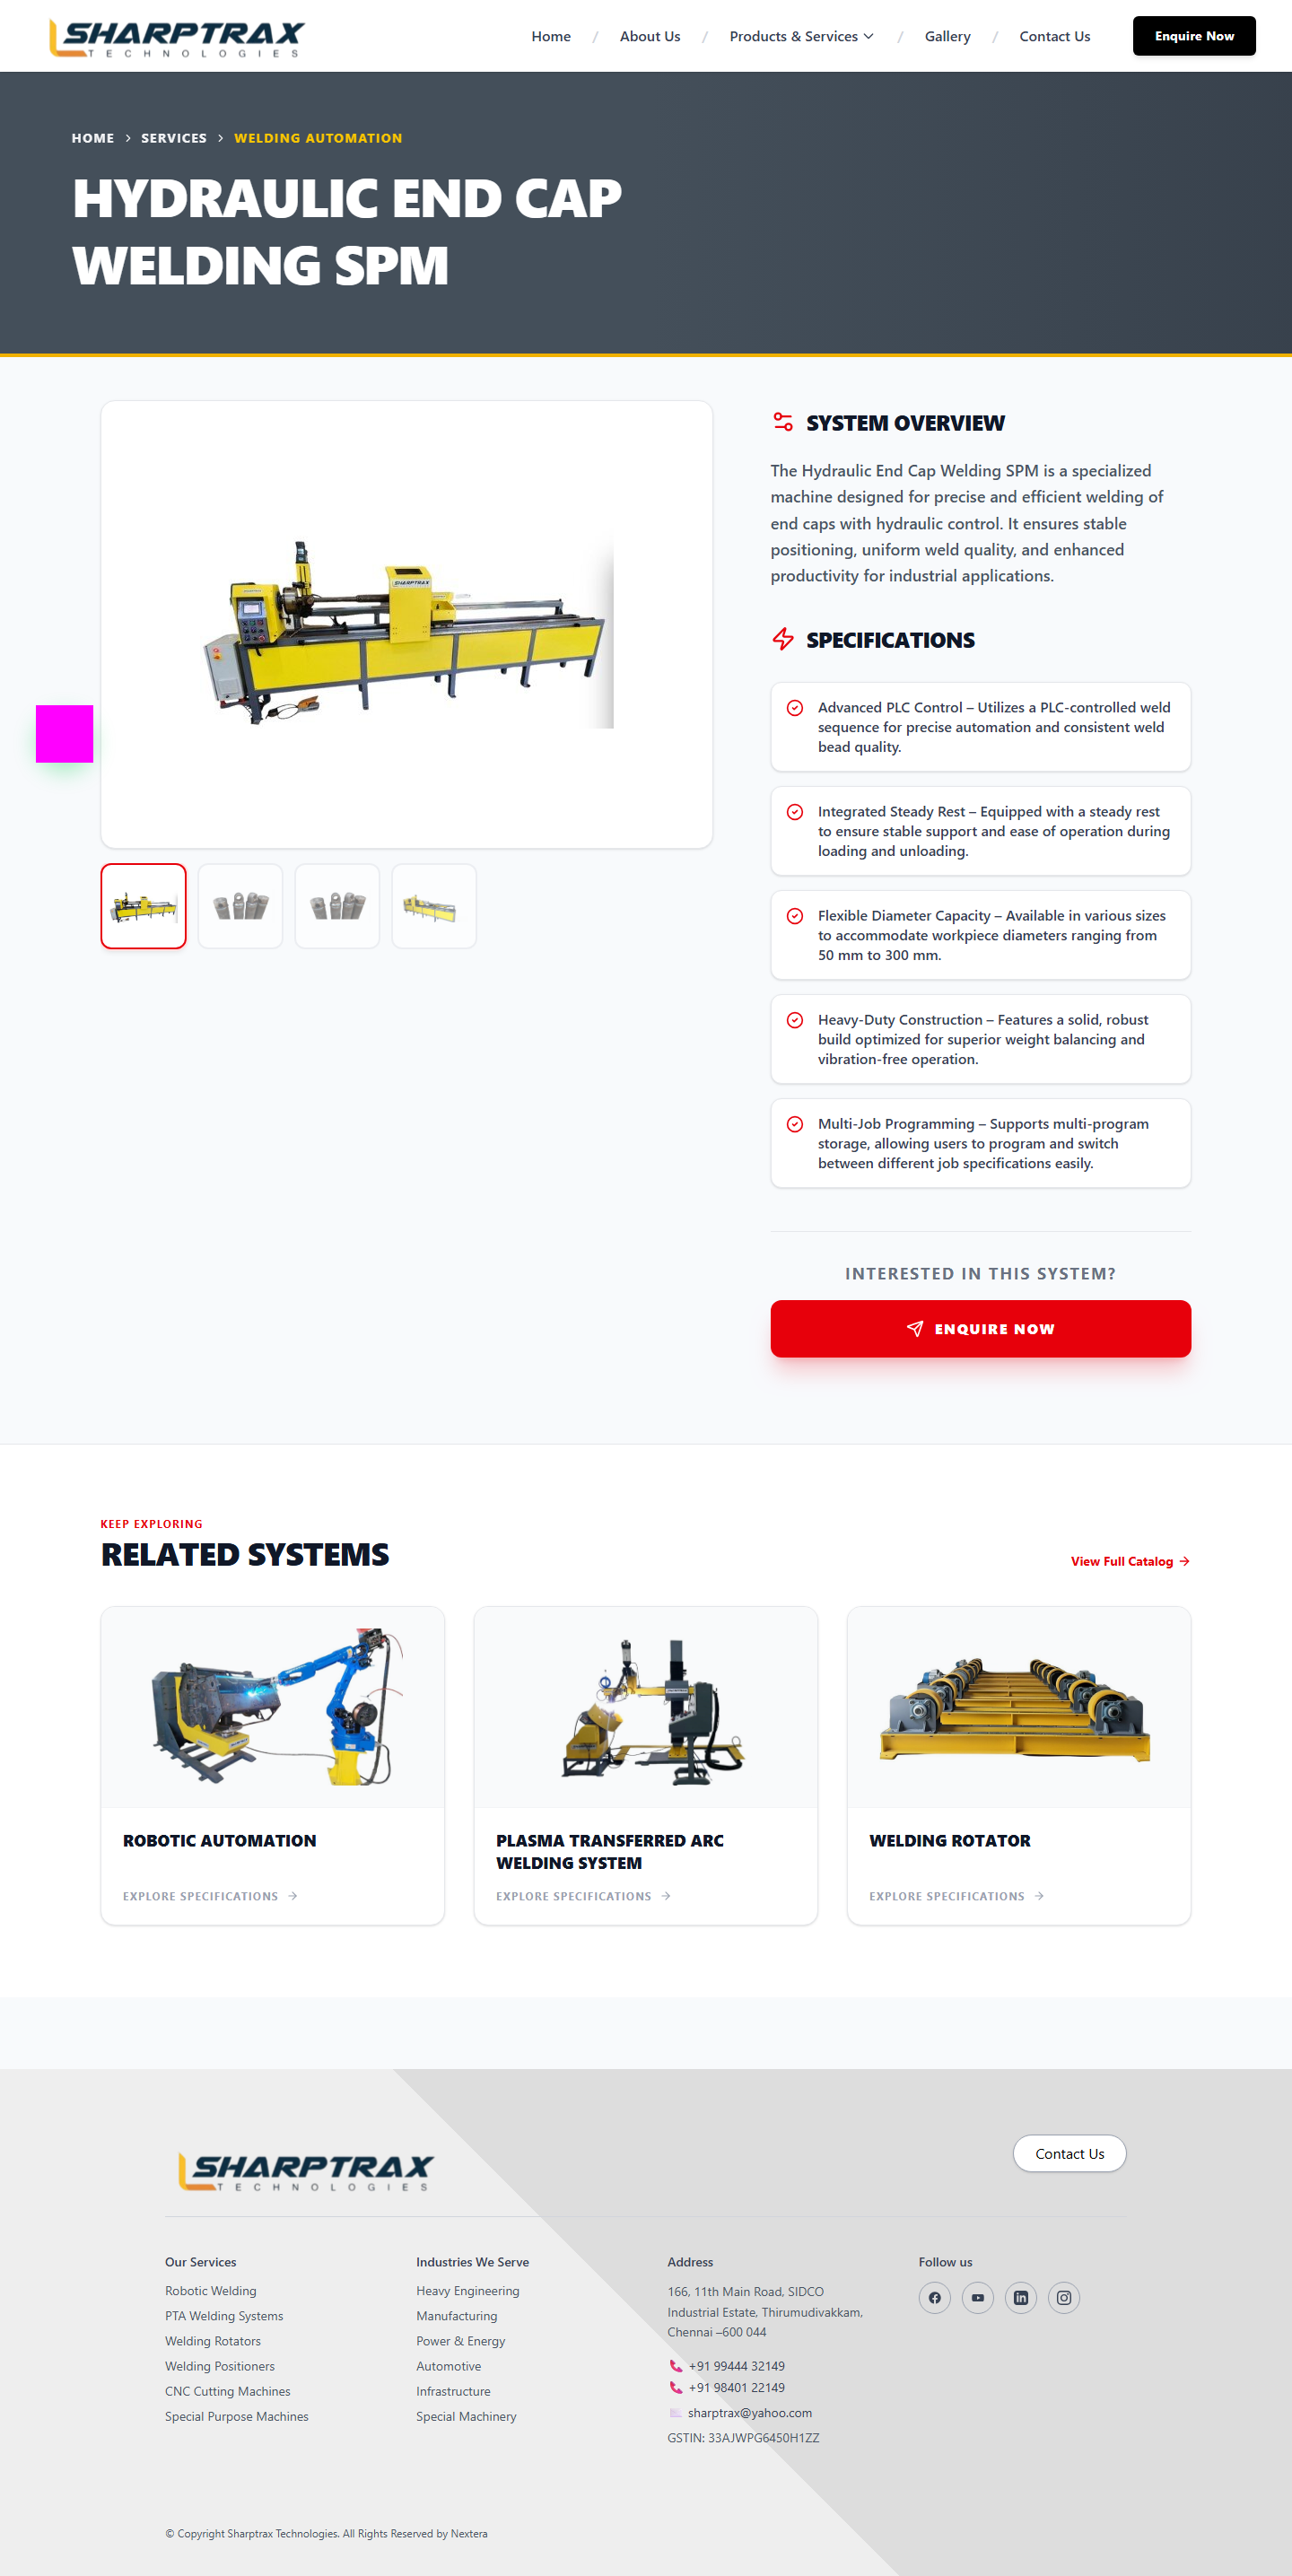 SHARPTRAX
TECHNOLOGIES
Home / About Us / Products & Services / Gallery / Contact Us
Enquire Now
HOME > SERVICES > WELDING AUTOMATION
HYDRAULIC END CAP
WELDING SPM
SHARPTRAX
SYSTEM OVERVIEW
The Hydraulic End Cap Welding SPM is a specialized
machine designed for precise and efficient welding of
end caps with hydraulic control. It ensures stable
positioning, uniform weld quality, and enhanced
productivity for industrial applications.
SPECIFICATIONS
Advanced PLC Control – Utilizes a PLC-controlled weld
sequence for precise automation and consistent weld
bead quality.
Integrated Steady Rest – Equipped with a steady rest
to ensure stable support and ease of operation during
loading and unloading.
Flexible Diameter Capacity – Available in various sizes
to accommodate workpiece diameters ranging from
50 mm to 300 mm.
Heavy-Duty Construction – Features a solid, robust
build optimized for superior weight balancing and
vibration-free operation.
Multi-Job Programming – Supports multi-program
storage, allowing users to program and switch
between different job specifications easily.
INTERESTED IN THIS SYSTEM?
ENQUIRE NOW
KEEP EXPLORING
RELATED SYSTEMS
View Full Catalog
ROBOTIC AUTOMATION
EXPLORE SPECIFICATIONS
PLASMA TRANSFERRED ARC
WELDING SYSTEM
EXPLORE SPECIFICATIONS
WELDING ROTATOR
EXPLORE SPECIFICATIONS
SHARPTRAX
TECHNOLOGIES
Contact Us
Our Services
Robotic Welding
PTA Welding Systems
Welding Rotators
Welding Positioners
CNC Cutting Machines
Special Purpose Machines
Industries We Serve
Heavy Engineering
Manufacturing
Power & Energy
Automotive
Infrastructure
Special Machinery
Address
166, 11th Main Road, SIDCO
Industrial Estate, Thirumudivakkam,
Chennai –600 044
+91 99444 32149
+91 98401 22149
sharptrax@yahoo.com
GSTIN: 33AJWPG6450H1ZZ
Follow us
© Copyright Sharptrax Technologies. All Rights Reserved by Nextera